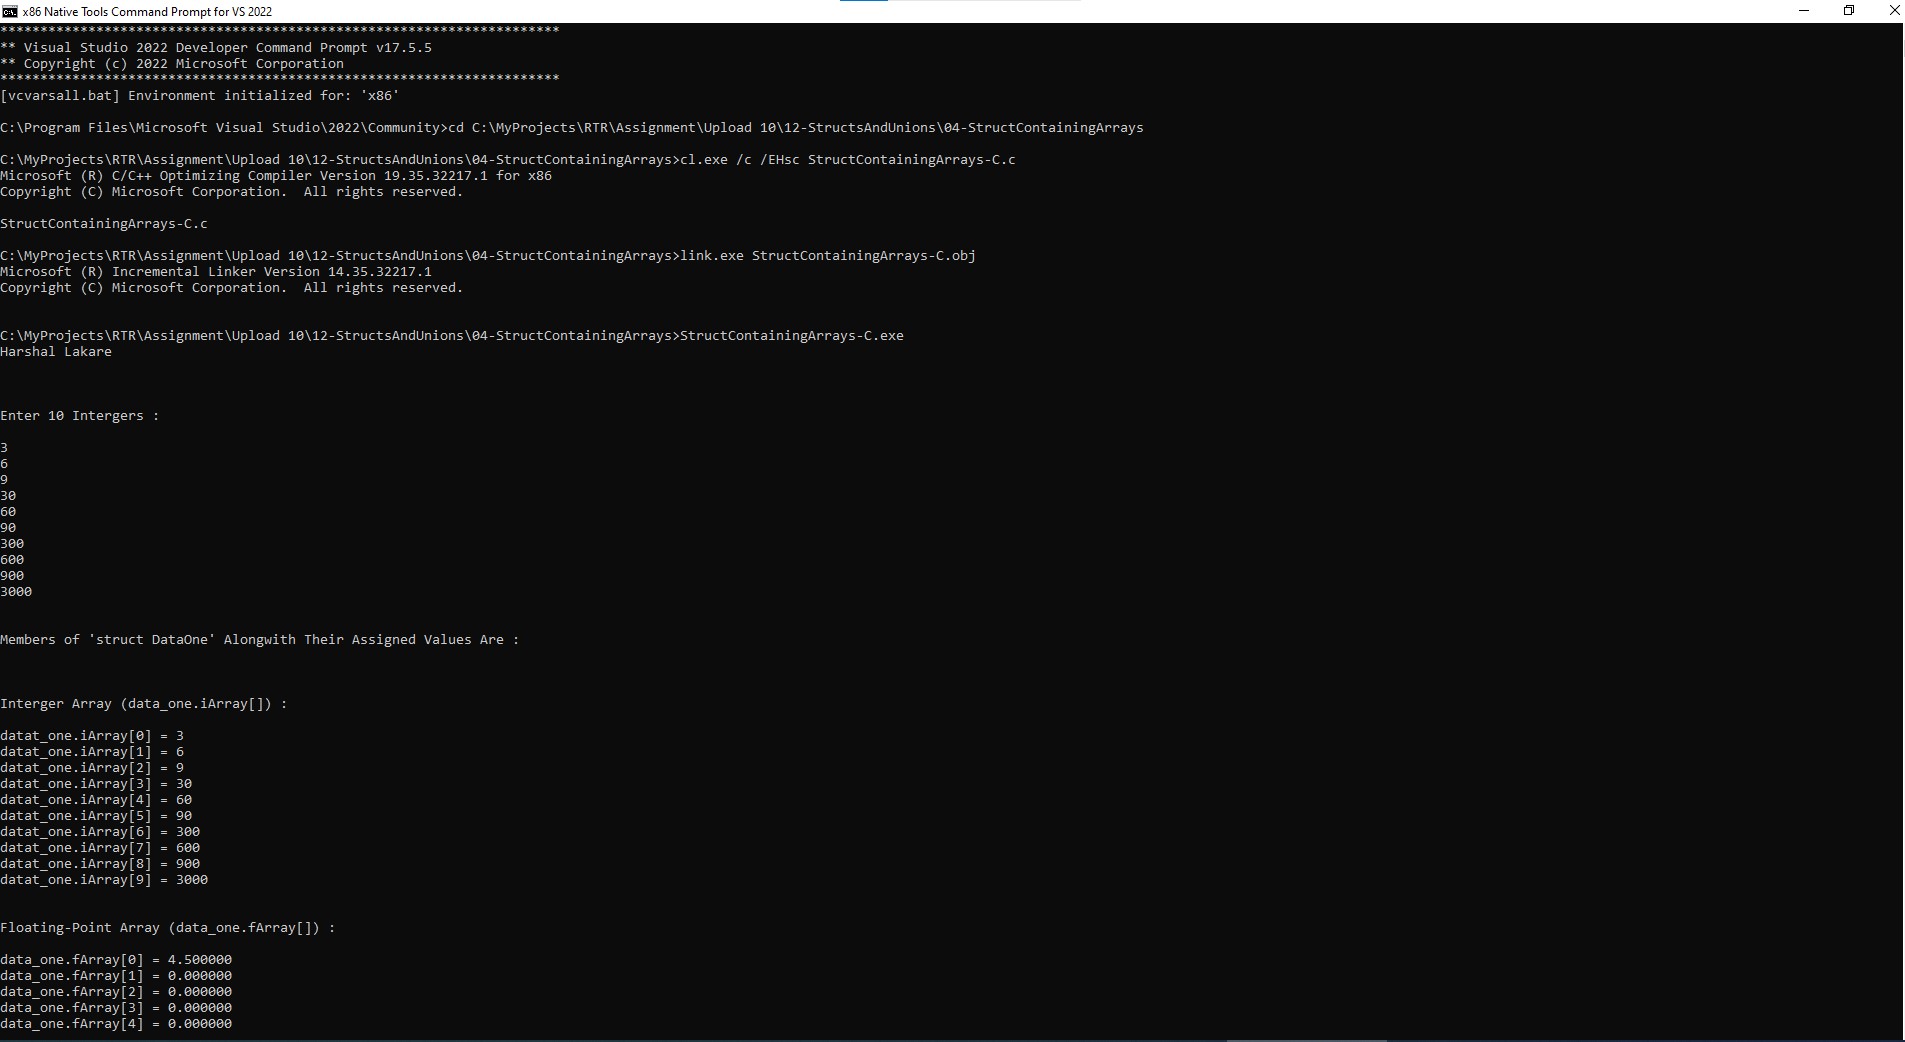 x86 Native Tools Command Prompt for VS 2022
**********************************************************************
** Visual Studio 2022 Developer Command Prompt v17.5.5
** Copyright (c) 2022 Microsoft Corporation
**********************************************************************
[vcvarsall.bat] Environment initialized for: 'x86'
C:\Program Files\Microsoft Visual Studio\2022\Community>cd C:\MyProjects\RTR\Assignment\Upload 10\12-StructsAndUnions\04-StructContainingArrays
C:\MyProjects\RTR\Assignment\Upload 10\12-StructsAndUnions\04-StructContainingArrays>cl.exe /c /EHsc StructContainingArrays-C.c
Microsoft (R) C/C++ Optimizing Compiler Version 19.35.32217.1 for x86
Copyright (C) Microsoft Corporation.  All rights reserved.
StructContainingArrays-C.c
C:\MyProjects\RTR\Assignment\Upload 10\12-StructsAndUnions\04-StructContainingArrays>link.exe StructContainingArrays-C.obj
Microsoft (R) Incremental Linker Version 14.35.32217.1
Copyright (C) Microsoft Corporation.  All rights reserved.
C:\MyProjects\RTR\Assignment\Upload 10\12-StructsAndUnions\04-StructContainingArrays>StructContainingArrays-C.exe
Harshal Lakare
Enter 10 Intergers :
3
6
9
30
60
90
300
600
900
3000
Members of 'struct DataOne' Alongwith Their Assigned Values Are :
Interger Array (data_one.iArray[]) :
datat_one.iArray[0] = 3
datat_one.iArray[1] = 6
datat_one.iArray[2] = 9
datat_one.iArray[3] = 30
datat_one.iArray[4] = 60
datat_one.iArray[5] = 90
datat_one.iArray[6] = 300
datat_one.iArray[7] = 600
datat_one.iArray[8] = 900
datat_one.iArray[9] = 3000
Floating-Point Array (data_one.fArray[]) :
data_one.fArray[0] = 4.500000
data_one.fArray[1] = 0.000000
data_one.fArray[2] = 0.000000
data_one.fArray[3] = 0.000000
data_one.fArray[4] = 0.000000